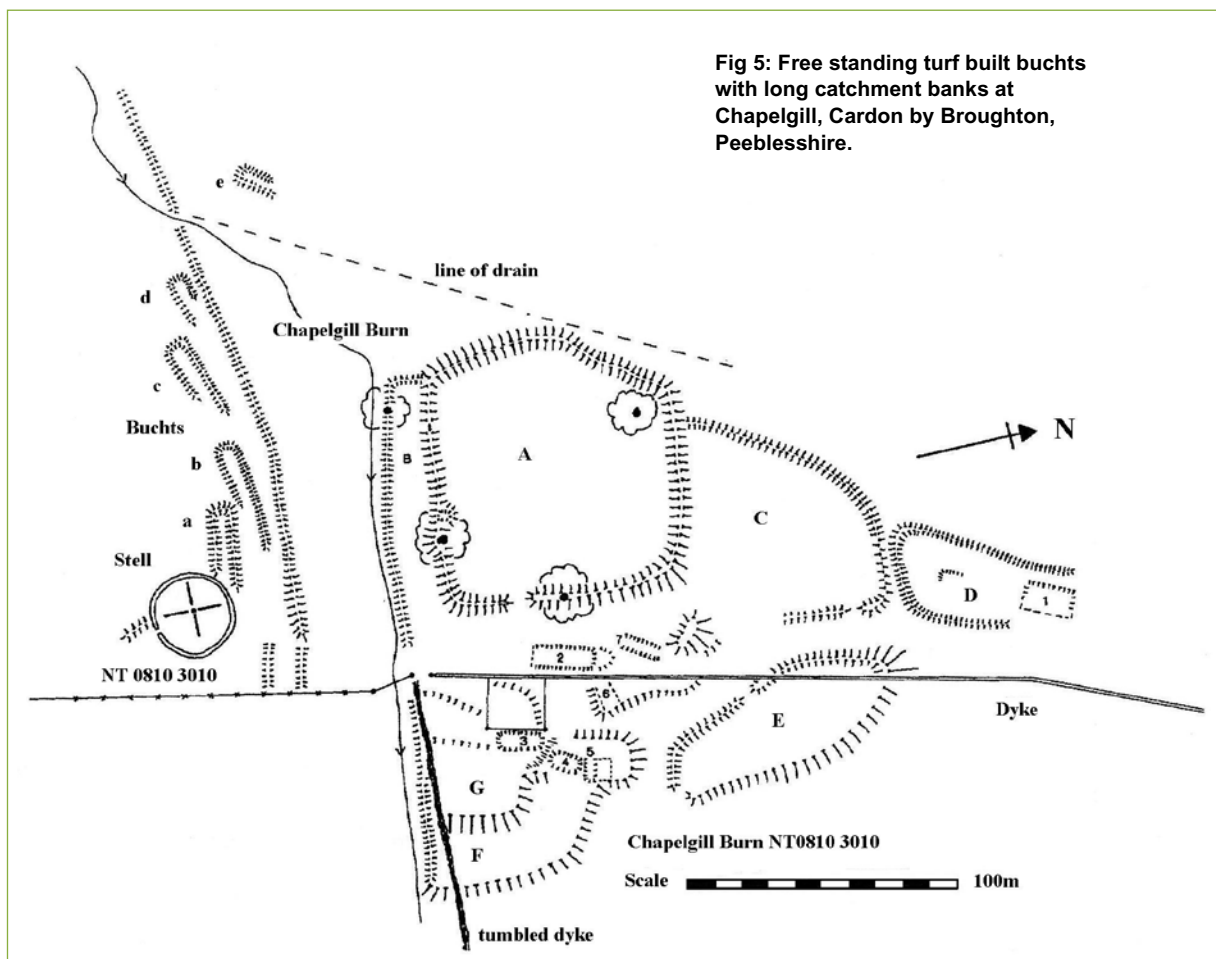 Fig 5: Free standing turf built buchts
with long catchment banks at
Chapelgill, Cardon by Broughton,
Peeblesshire.
e
line of drain
d
Chapelgill Burn
c
Buchts
A
B
N
b
C
a
Stell
D
1
NT 0810 3010
2
7
6
E
Dyke
3
5
4
G
F
Chapelgill Burn NT0810 3010
Scale
100m
tumbled dyke